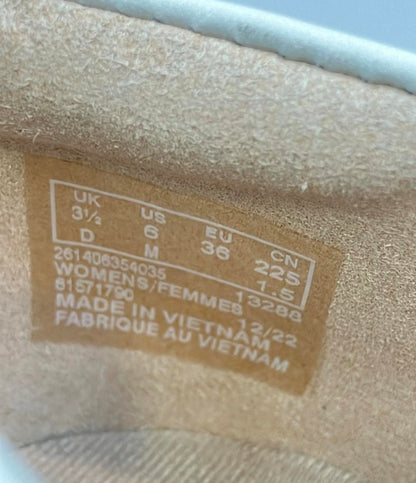 UK US EU CN
3½ 6 36 225
D M 1.5
261406354035 13288
WOMENS/FEMMES
61571790 12/22
MADE IN VIETNAM
FABRIQUE AU VIETNAM